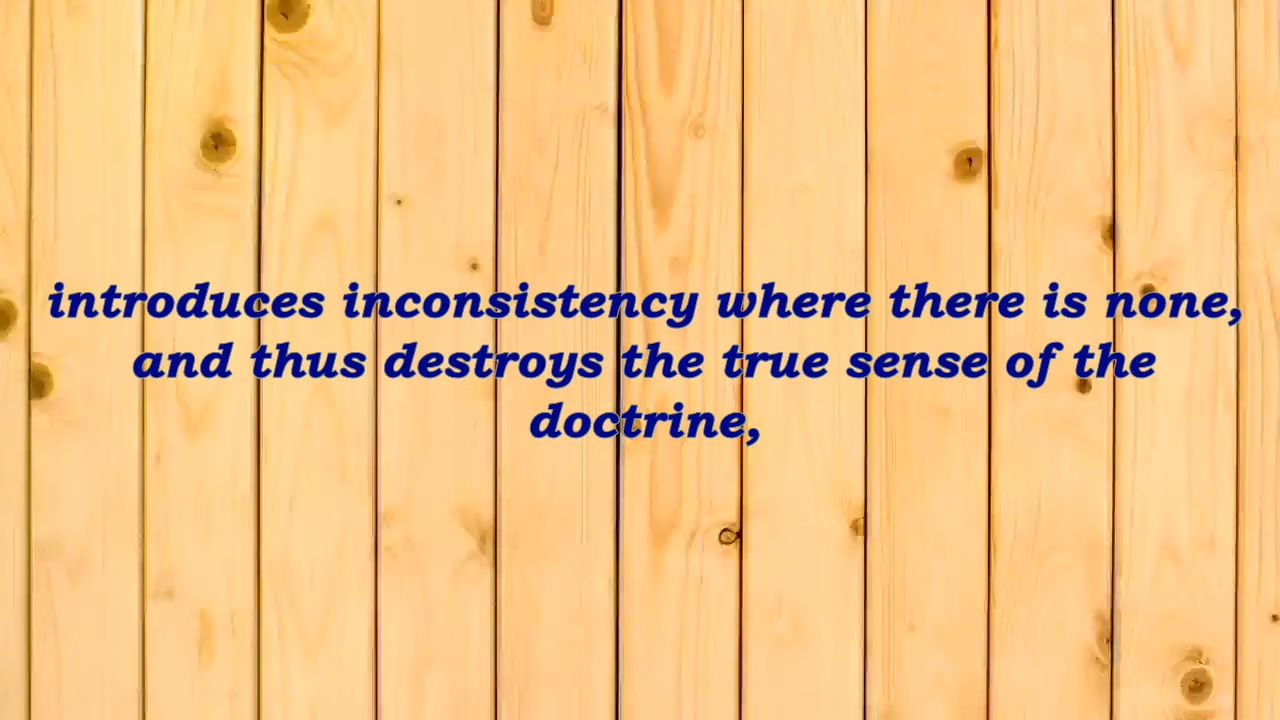 introduces inconsistency where there is none,
and thus destroys the true sense of the
doctrine,